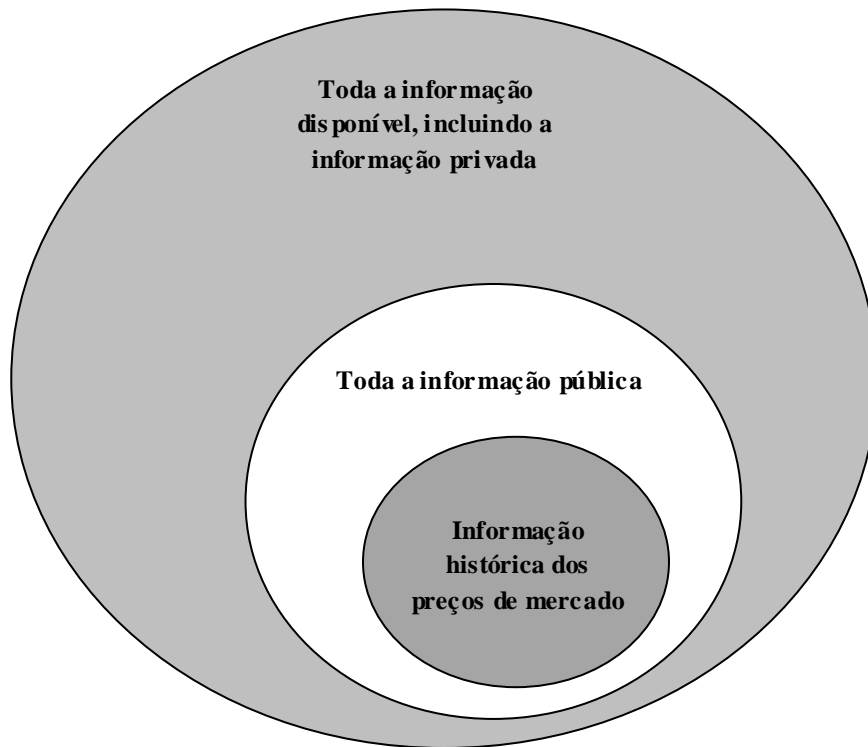 Toda a informação
disponível, incluindo a
informação privada
Toda a informação pública
Informação
histórica dos
preços de mercado